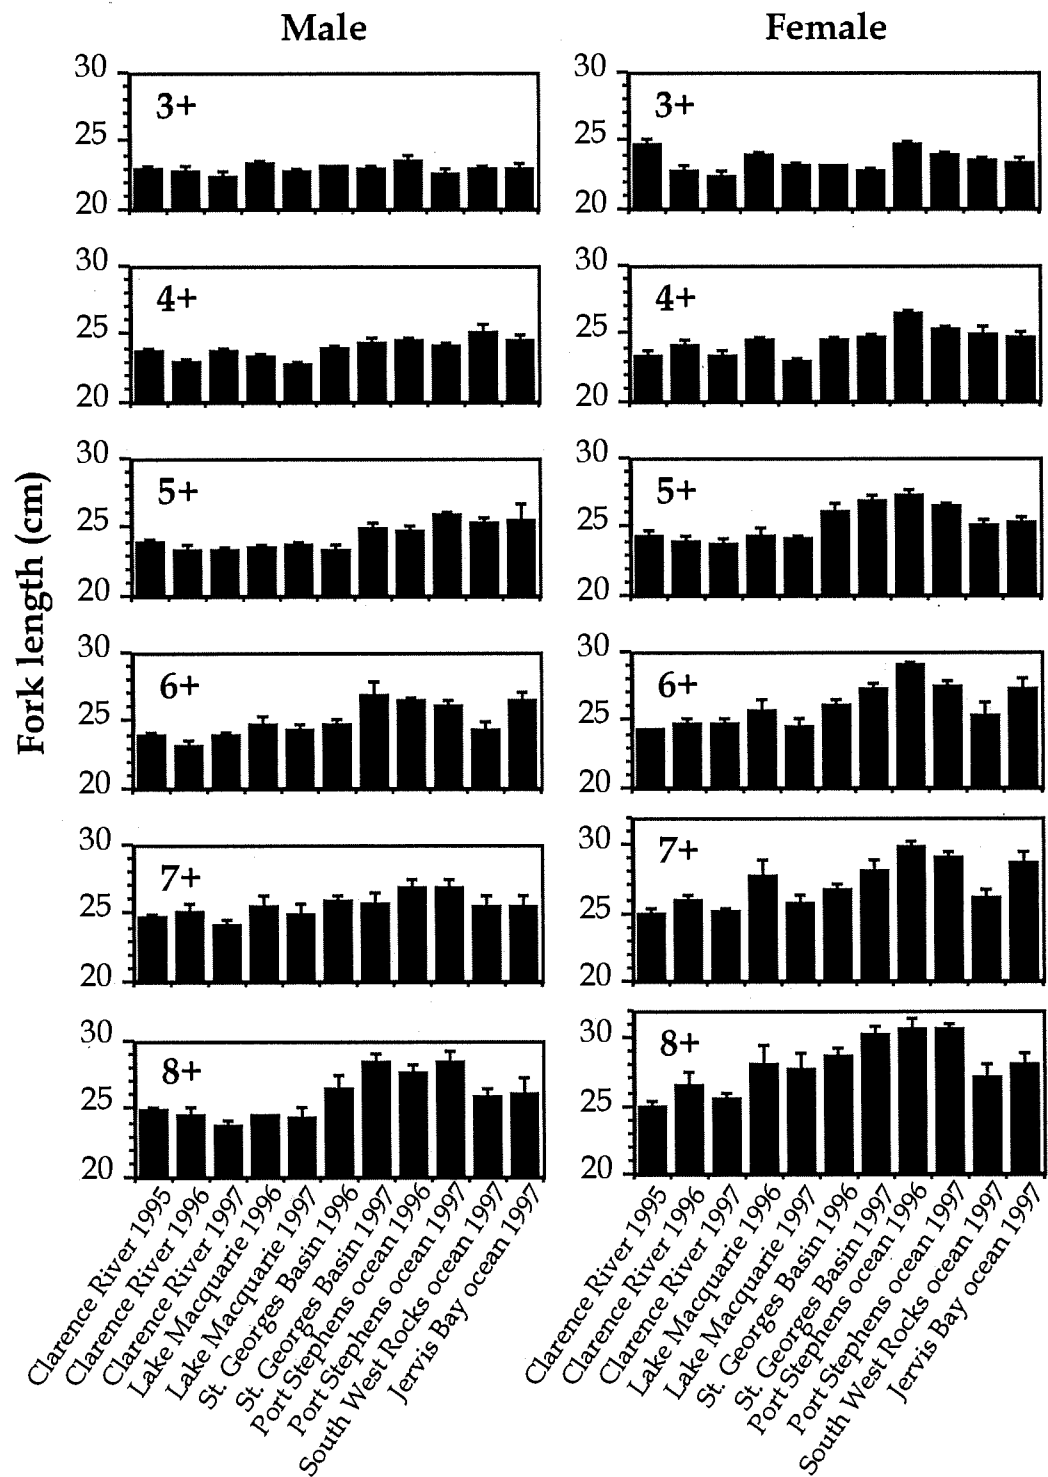 Male
Female
30
25
20
3+
30
25
20
3+
30
25
20
4+
30
25
20
4+
30
25
20
5+
30
25
20
5+
30
25
20
6+
30
25
20
6+
30
25
20
7+
30
25
20
7+
30
25
20
8+
30
25
20
8+
Fork length (cm)
Clarence River 1995
Clarence River 1996
Clarence River 1997
Lake Macquarie 1996
Lake Macquarie 1997
St. Georges Basin 1996
St. Georges Basin 1997
Port Stephens ocean 1996
Port Stephens ocean 1997
South West Rocks ocean 1997
Jervis Bay ocean 1997
Clarence River 1995
Clarence River 1996
Clarence River 1997
Lake Macquarie 1996
Lake Macquarie 1997
St. Georges Basin 1996
St. Georges Basin 1997
Port Stephens ocean 1996
Port Stephens ocean 1997
South West Rocks ocean 1997
Jervis Bay ocean 1997